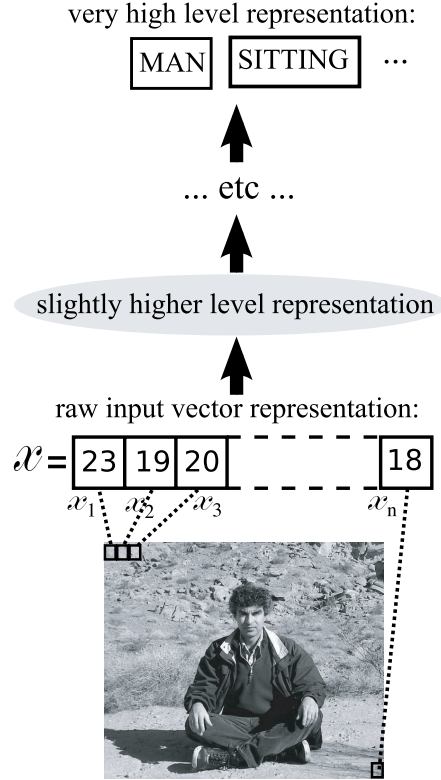 very high level representation:
MAN SITTING ...
... etc ...
slightly higher level representation
raw input vector representation:
x = 23 19 20 18
x1 x2 x3 xn